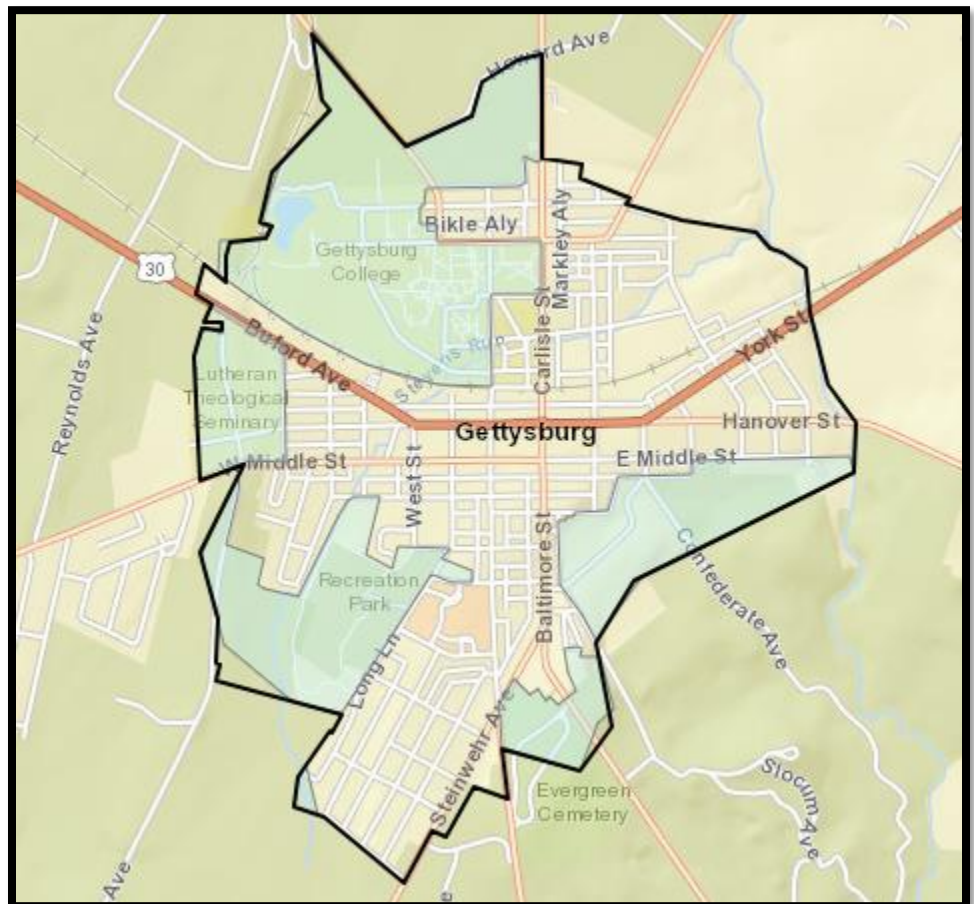 Howard Ave
Bikle Aly
Markley Aly
Gettysburg
College
30
Reynolds Ave
Buford Ave
Stevens Run
Carlisle St
York St
Lutheran
Theological
Seminary
Hanover St
Gettysburg
W Middle St
E Middle St
West St
Baltimore St
Confederate Ave
Recreation
Park
Long Ln
Steinwehr Ave
Slocum Ave
Evergreen
Cemetery
Ave
e